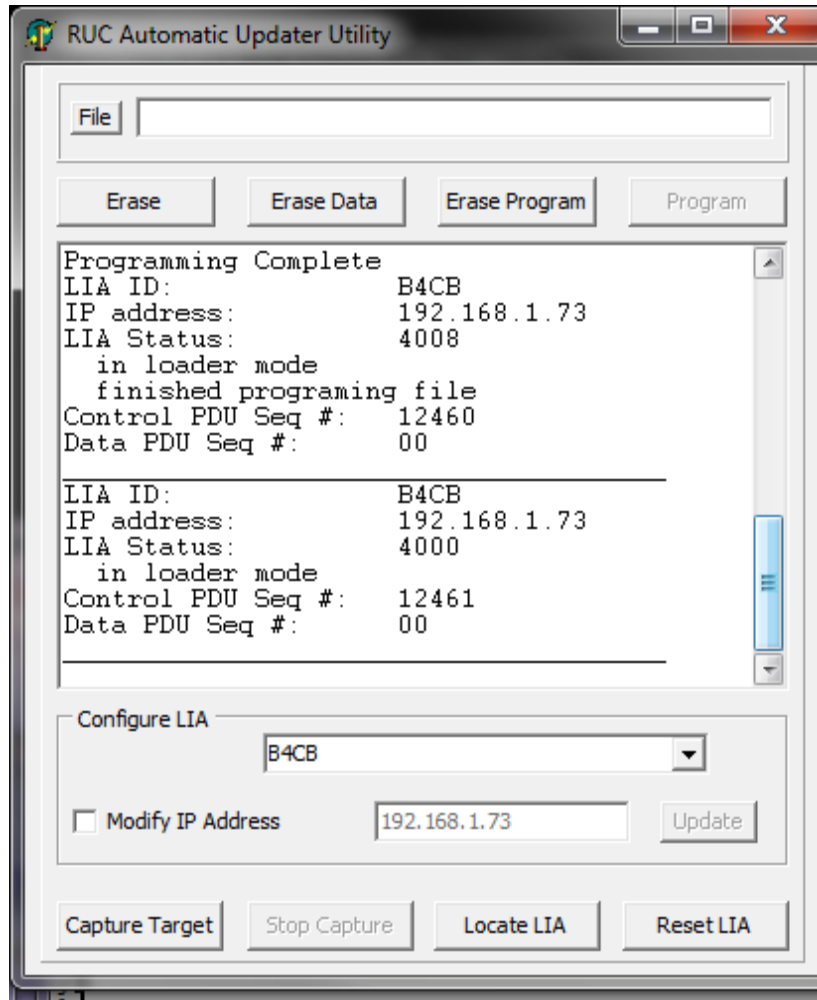 RUC Automatic Updater Utility
File
Erase Erase Data Erase Program Program
Programming Complete
LIA ID: B4CB
IP address: 192.168.1.73
LIA Status: 4008
in loader mode
finished programing file
Control PDU Seq #: 12460
Data PDU Seq #: 00
LIA ID: B4CB
IP address: 192.168.1.73
LIA Status: 4000
in loader mode
Control PDU Seq #: 12461
Data PDU Seq #: 00
Configure LIA
B4CB
Modify IP Address 192.168.1.73 Update
Capture Target Stop Capture Locate LIA Reset LIA